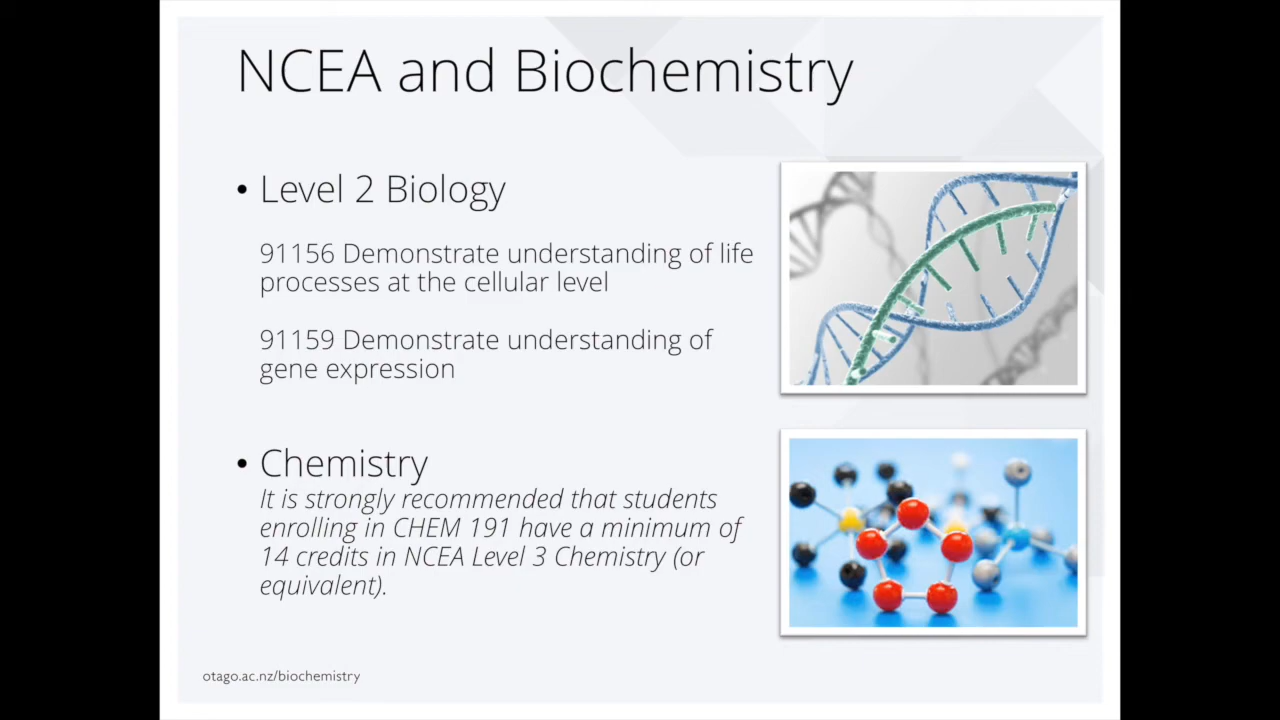 NCEA and Biochemistry
• Level 2 Biology
91156 Demonstrate understanding of life
processes at the cellular level
91159 Demonstrate understanding of
gene expression
• Chemistry
It is strongly recommended that students
enrolling in CHEM 191 have a minimum of
14 credits in NCEA Level 3 Chemistry (or
equivalent).
otago.ac.nz/biochemistry